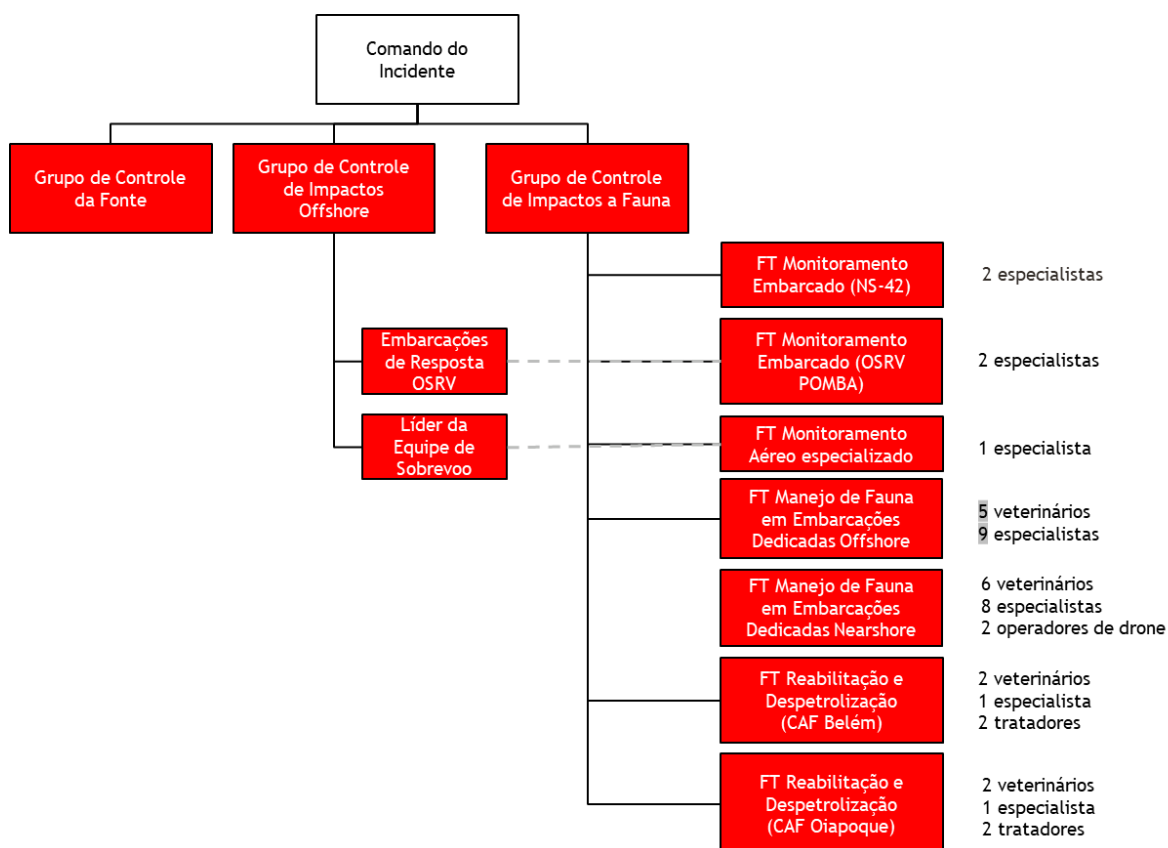 Comando do
Incidente
Grupo de Controle
da Fonte
Grupo de Controle
de Impactos
Offshore
Grupo de Controle
de Impactos a Fauna
FT Monitoramento
Embarcado (NS-42)
2 especialistas
Embarcações
de Resposta
OSRV
FT Monitoramento
Embarcado (OSRV
POMBA)
2 especialistas
Líder da
Equipe de
Sobrevoo
FT Monitoramento
Aéreo especializado
1 especialista
FT Manejo de Fauna
em Embarcações
Dedicadas Offshore
5 veterinários
9 especialistas
FT Manejo de Fauna
em Embarcações
Dedicadas Nearshore
6 veterinários
8 especialistas
2 operadores de drone
FT Reabilitação e
Despetrolização
(CAF Belém)
2 veterinários
1 especialista
2 tratadores
FT Reabilitação e
Despetrolização
(CAF Oiapoque)
2 veterinários
1 especialista
2 tratadores